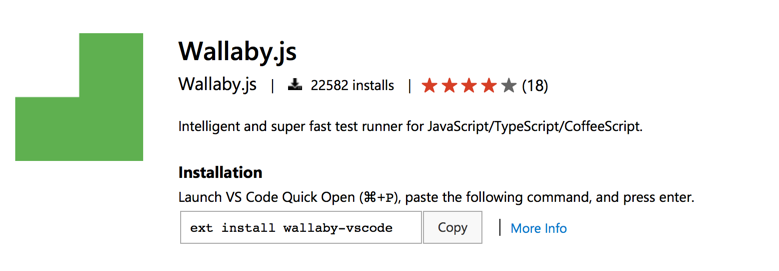 Wallaby.js
Wallaby.js | 22582 installs | (18)
Intelligent and super fast test runner for JavaScript/TypeScript/CoffeeScript.
Installation
Launch VS Code Quick Open (⌘+P), paste the following command, and press enter.
ext install wallaby-vscode Copy | More Info